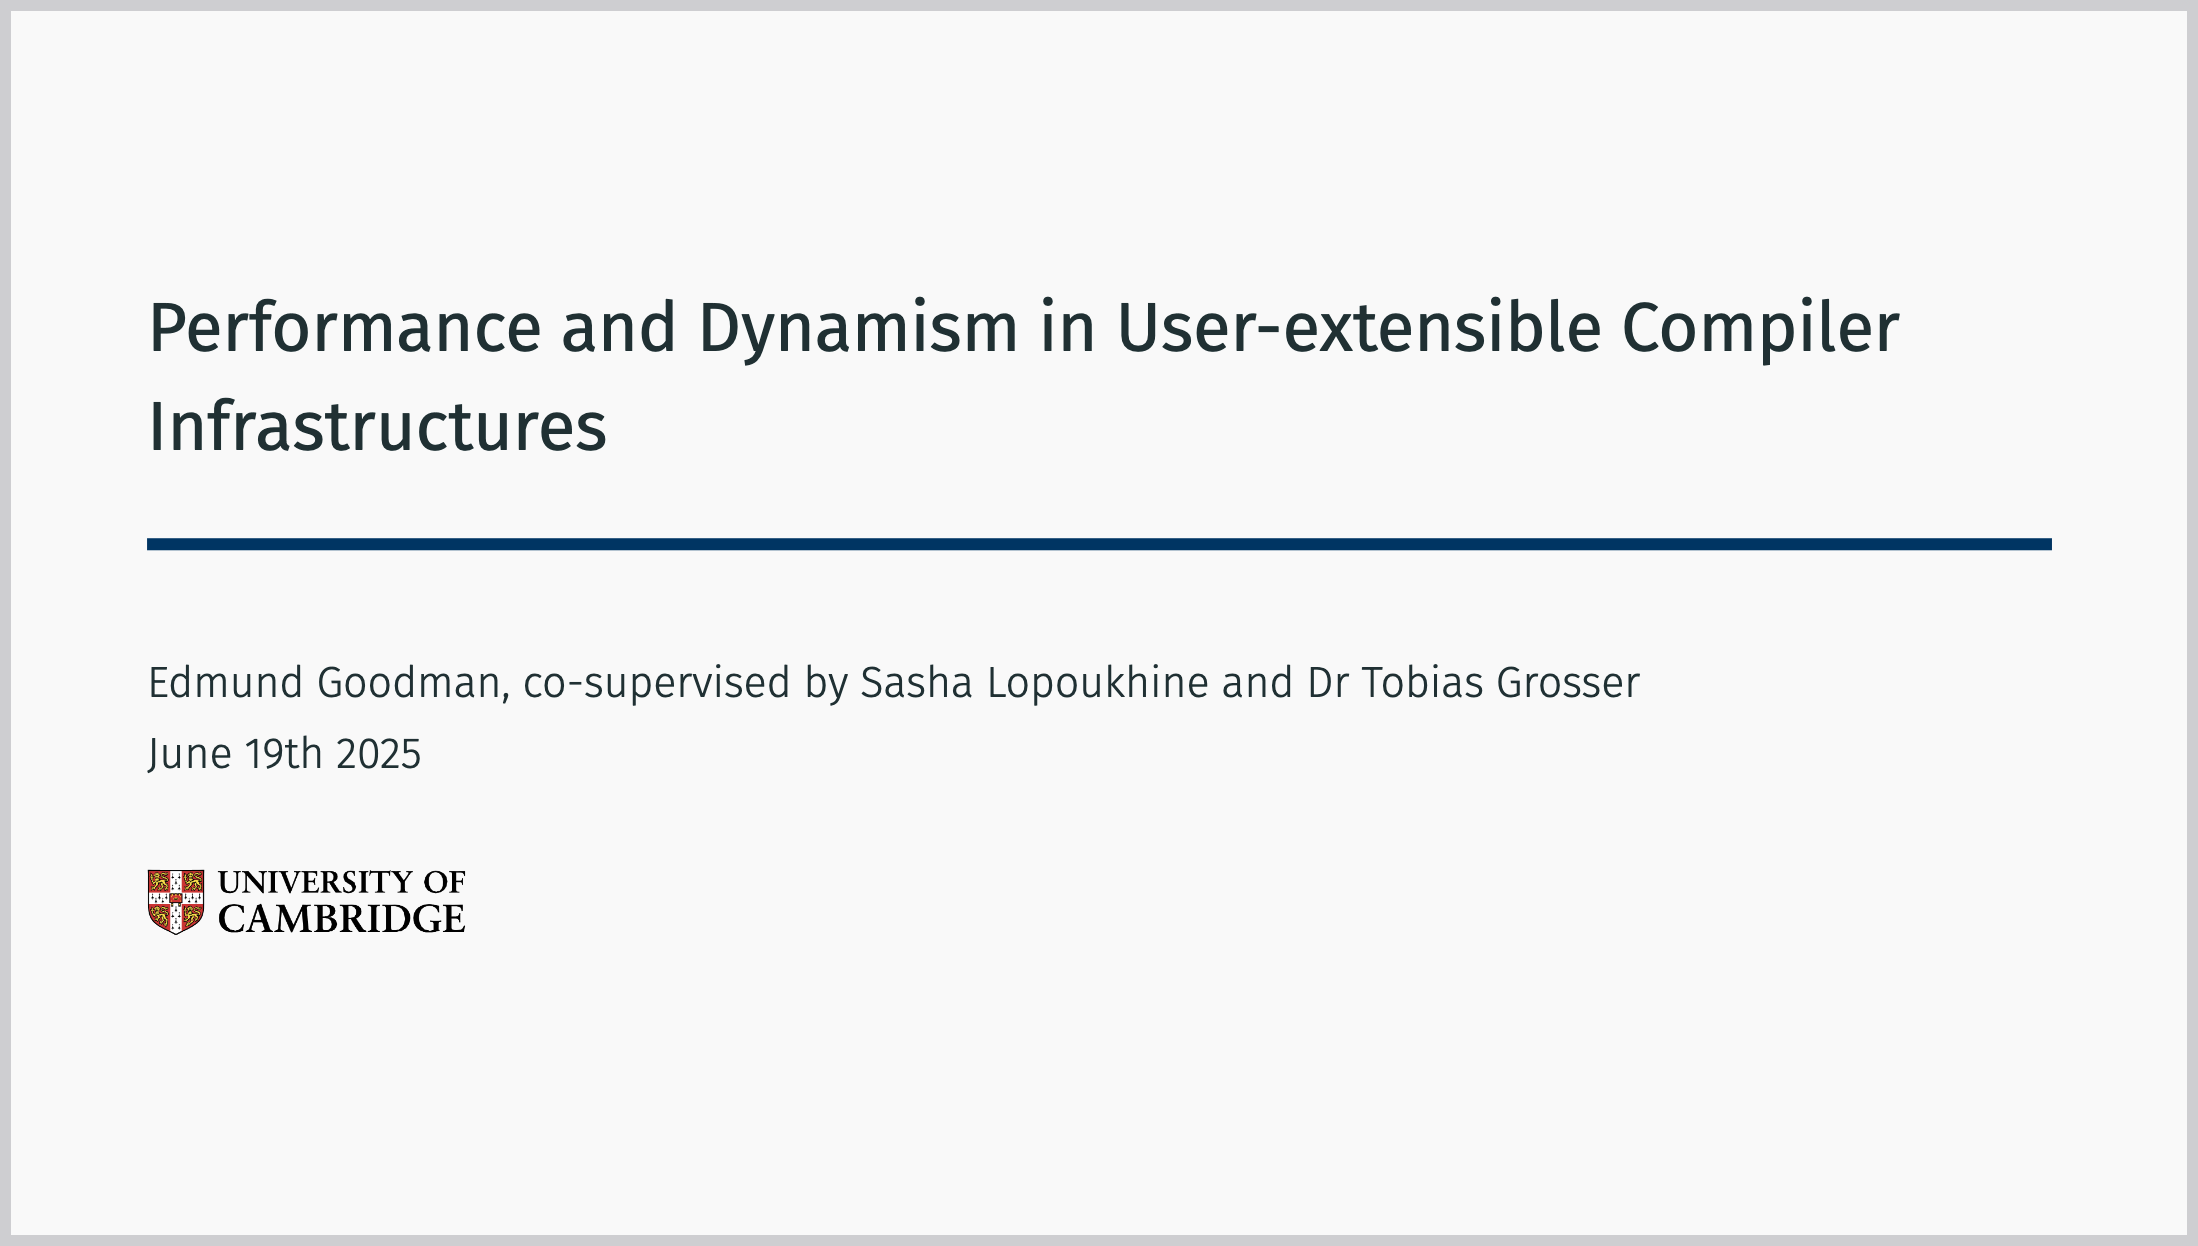 Performance and Dynamism in User-extensible Compiler
Infrastructures
Edmund Goodman, co-supervised by Sasha Lopoukhine and Dr Tobias Grosser
June 19th 2025
UNIVERSITY OF
CAMBRIDGE